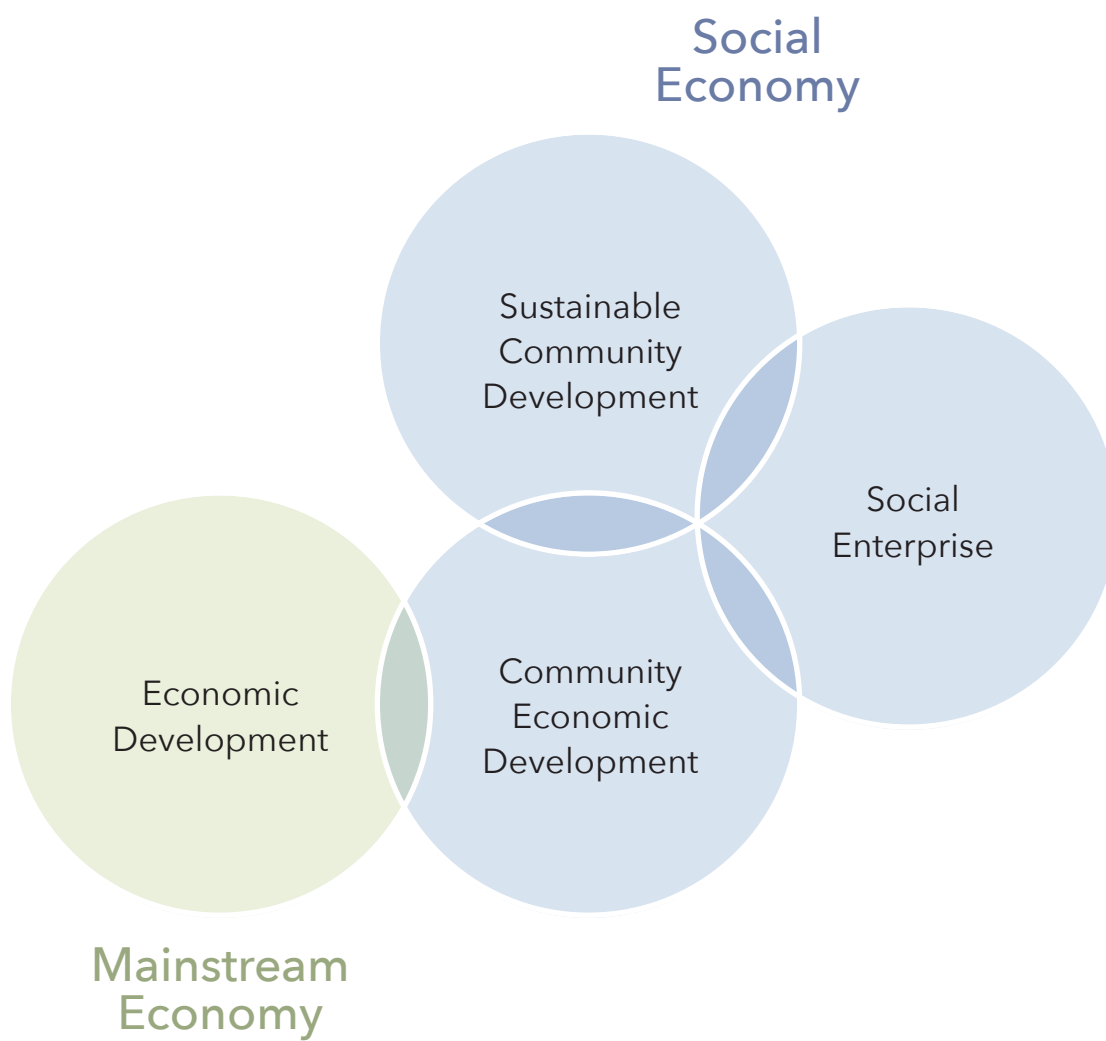 Social
Economy
Sustainable
Community
Development
Social
Enterprise
Economic
Development
Community
Economic
Development
Mainstream
Economy